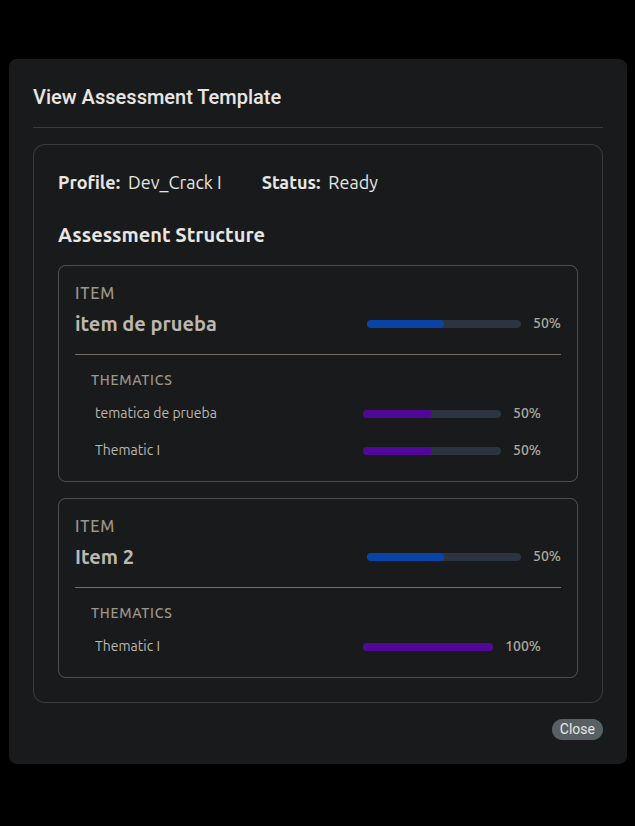 View Assessment Template
Profile: Dev_Crack I Status: Ready
Assessment Structure
ITEM
item de prueba 50%
THEMATICS
tematica de prueba 50%
Thematic I 50%
ITEM
Item 2 50%
THEMATICS
Thematic I 100%
Close